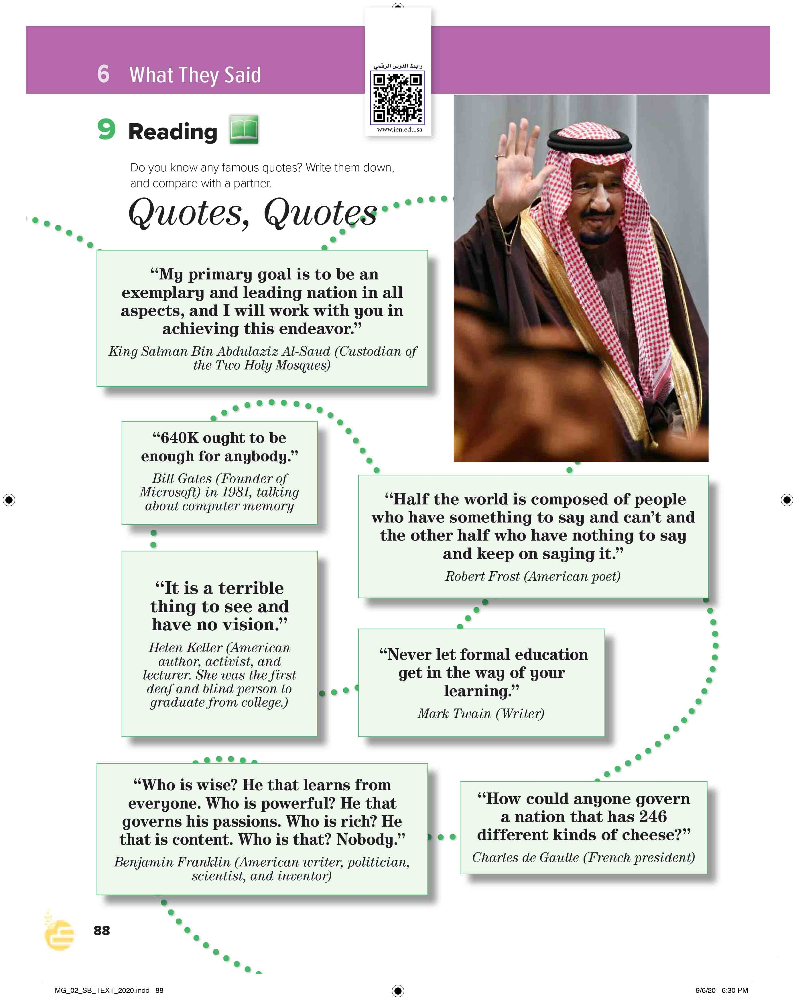 6 What They Said
رابط الدرس الرقمي
www.ien.edu.sa
9 Reading
Do you know any famous quotes? Write them down,
and compare with a partner.
Quotes, Quotes
“My primary goal is to be an
exemplary and leading nation in all
aspects, and I will work with you in
achieving this endeavor.”
King Salman Bin Abdulaziz Al-Saud (Custodian of
the Two Holy Mosques)
“640K ought to be
enough for anybody.”
Bill Gates (Founder of
Microsoft) in 1981, talking
about computer memory
“Half the world is composed of people
who have something to say and can’t and
the other half who have nothing to say
and keep on saying it.”
Robert Frost (American poet)
“It is a terrible
thing to see and
have no vision.”
Helen Keller (American
author, activist, and
lecturer. She was the first
deaf and blind person to
graduate from college.)
“Never let formal education
get in the way of your
learning.”
Mark Twain (Writer)
“Who is wise? He that learns from
everyone. Who is powerful? He that
governs his passions. Who is rich? He
that is content. Who is that? Nobody.”
Benjamin Franklin (American writer, politician,
scientist, and inventor)
“How could anyone govern
a nation that has 246
different kinds of cheese?”
Charles de Gaulle (French president)
88
MG_02_SB_TEXT_2020.indd 88
9/6/20 6:30 PM